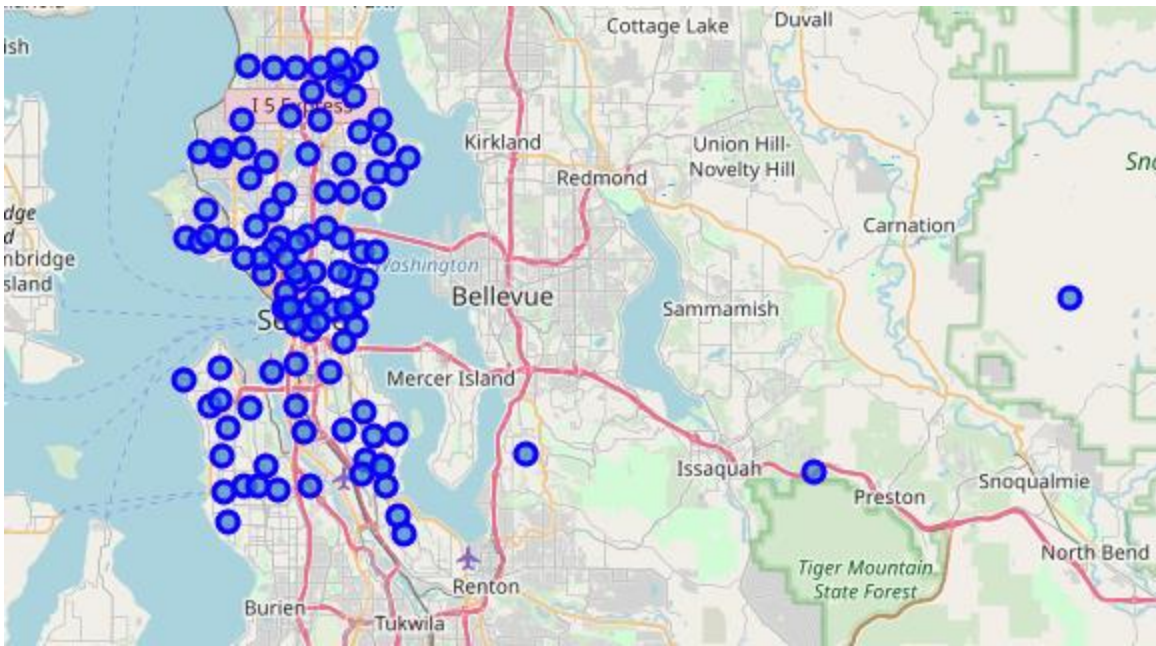 Cottage Lake
Duvall
ish
I 5 Express
Kirkland
Union Hill-
Novelty Hill
Redmond
dge
d
nbridge
sland
Carnation
Washington
Bellevue
Sammamish
Mercer Island
Issaquah
Preston
Snoqualmie
North Bend
Tiger Mountain
State Forest
Renton
Burien
Tukwila